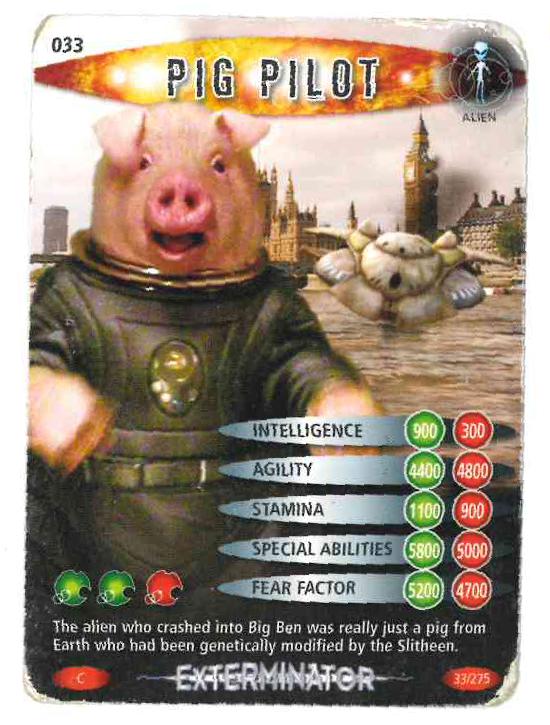 033
PIG PILOT
ALIEN
INTELLIGENCE 900 300
AGILITY 4400 4800
STAMINA 1100 900
SPECIAL ABILITIES 5800 5000
FEAR FACTOR 5200 4700
The alien who crashed into Big Ben was really just a pig from
Earth who had been genetically modified by the Slitheen.
C EXTERMINATOR 33/275